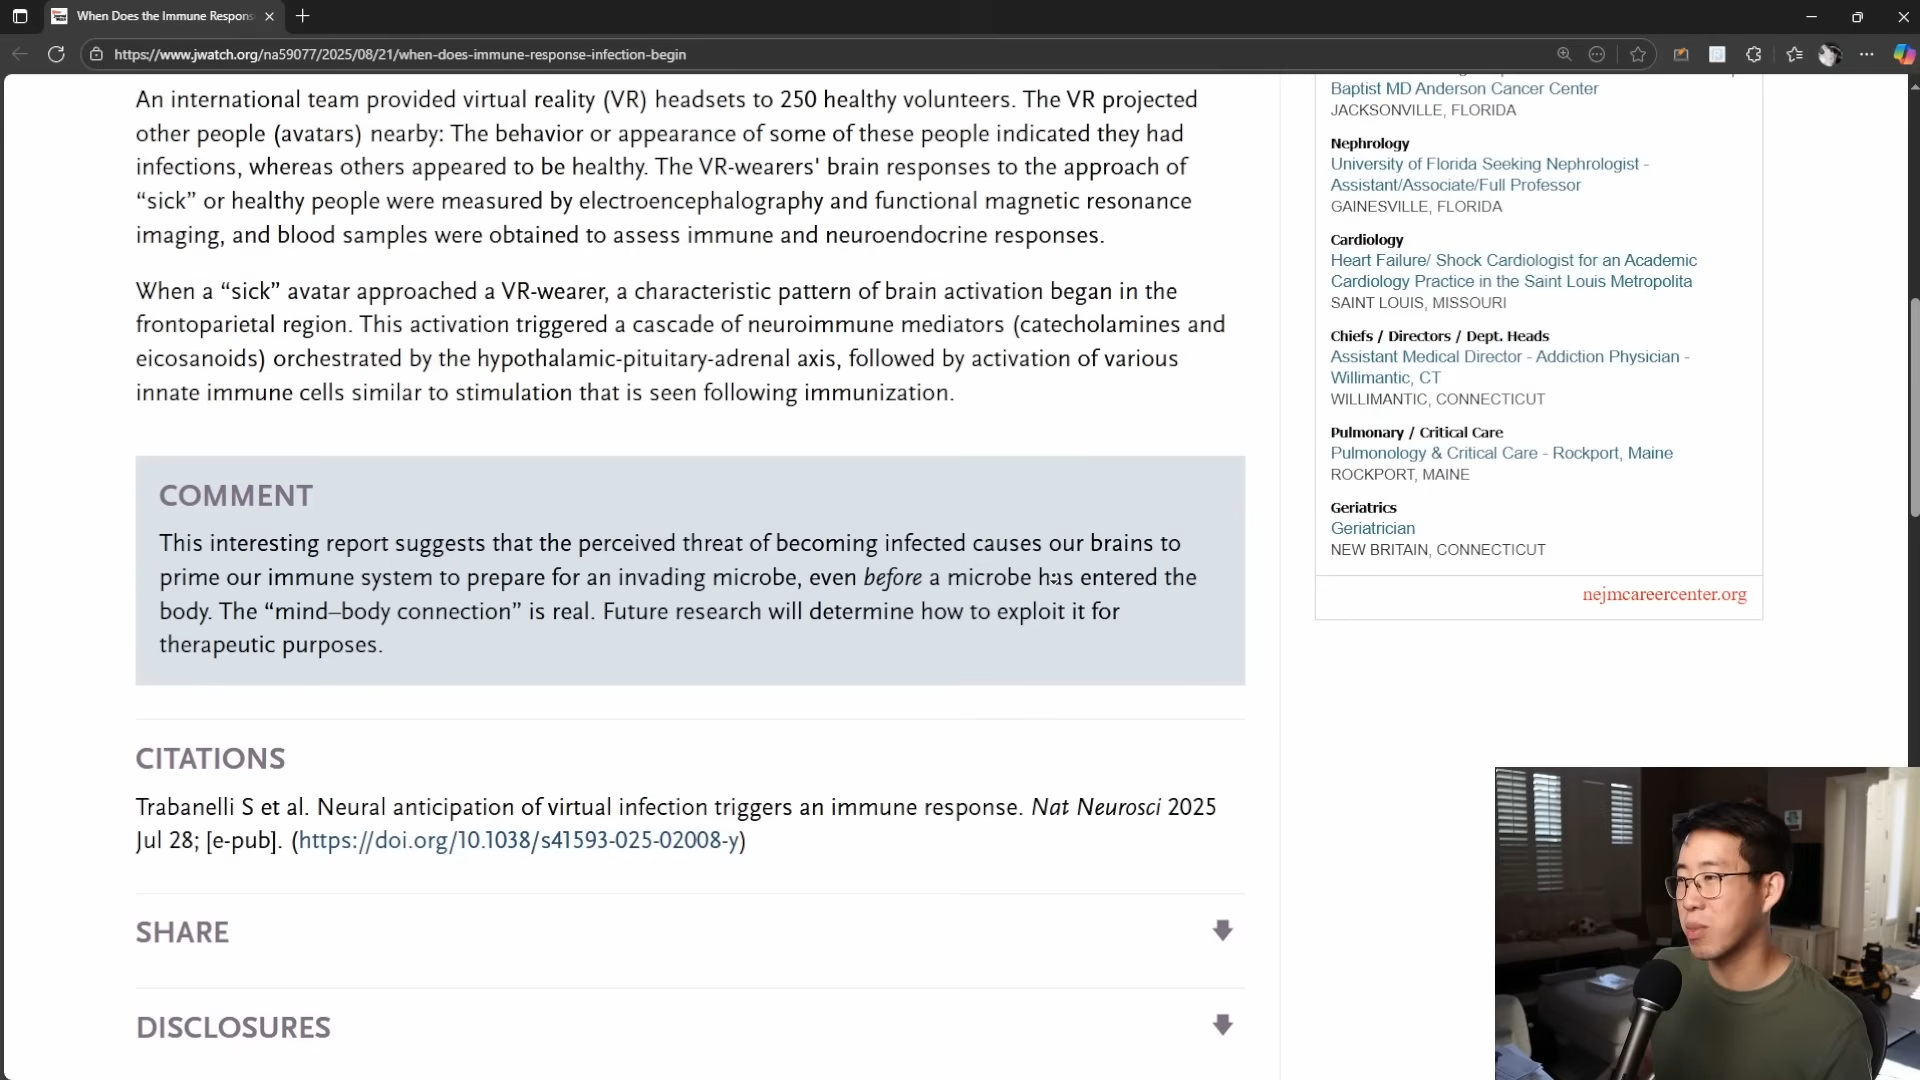 When Does the Immune Respons
https://www.jwatch.org/na59077/2025/08/21/when-does-immune-response-infection-begin
An international team provided virtual reality (VR) headsets to 250 healthy volunteers. The VR projected
other people (avatars) nearby: The behavior or appearance of some of these people indicated they had
infections, whereas others appeared to be healthy. The VR-wearers' brain responses to the approach of
“sick” or healthy people were measured by electroencephalography and functional magnetic resonance
imaging, and blood samples were obtained to assess immune and neuroendocrine responses.
When a “sick” avatar approached a VR-wearer, a characteristic pattern of brain activation began in the
frontoparietal region. This activation triggered a cascade of neuroimmune mediators (catecholamines and
eicosanoids) orchestrated by the hypothalamic-pituitary-adrenal axis, followed by activation of various
innate immune cells similar to stimulation that is seen following immunization.
COMMENT
This interesting report suggests that the perceived threat of becoming infected causes our brains to
prime our immune system to prepare for an invading microbe, even before a microbe has entered the
body. The “mind–body connection” is real. Future research will determine how to exploit it for
therapeutic purposes.
CITATIONS
Trabanelli S et al. Neural anticipation of virtual infection triggers an immune response. Nat Neurosci 2025
Jul 28; [e-pub]. (https://doi.org/10.1038/s41593-025-02008-y)
SHARE
DISCLOSURES
Baptist MD Anderson Cancer Center
JACKSONVILLE, FLORIDA
Nephrology
University of Florida Seeking Nephrologist -
Assistant/Associate/Full Professor
GAINESVILLE, FLORIDA
Cardiology
Heart Failure/ Shock Cardiologist for an Academic
Cardiology Practice in the Saint Louis Metropolita
SAINT LOUIS, MISSOURI
Chiefs / Directors / Dept. Heads
Assistant Medical Director - Addiction Physician -
Willimantic, CT
WILLIMANTIC, CONNECTICUT
Pulmonary / Critical Care
Pulmonology & Critical Care - Rockport, Maine
ROCKPORT, MAINE
Geriatrics
Geriatrician
NEW BRITAIN, CONNECTICUT
nejmcareercenter.org